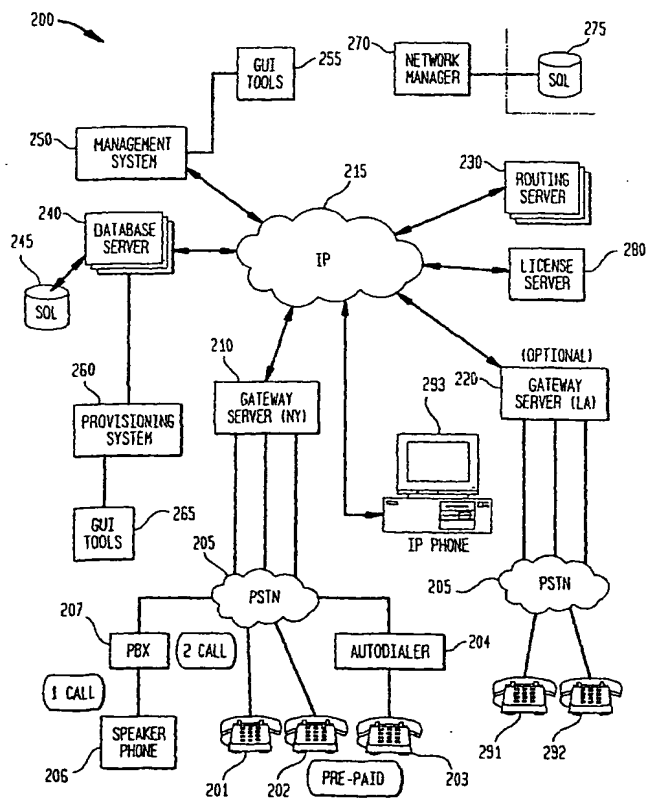 200
GUI
TOOLS
255
270
NETWORK
MANAGER
275
SQL
250
MANAGEMENT
SYSTEM
215
IP
230
ROUTING
SERVER
240
DATABASE
SERVER
245
SQL
LICENSE
SERVER
280
210
GATEWAY
SERVER (NY)
(OPTIONAL)
220
GATEWAY
SERVER (LA)
260
PROVISIONING
SYSTEM
293
IP PHONE
GUI
TOOLS
265
205
PSTN
205
PSTN
207
PBX
2 CALL
AUTODIALER
204
1 CALL
SPEAKER
PHONE
206
201
202
203
PRE-PAID
291
292